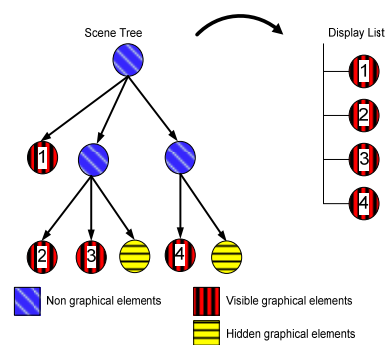 Scene Tree
Display List
1
2
3
4
1
2
3
4
Non graphical elements
Visible graphical elements
Hidden graphical elements